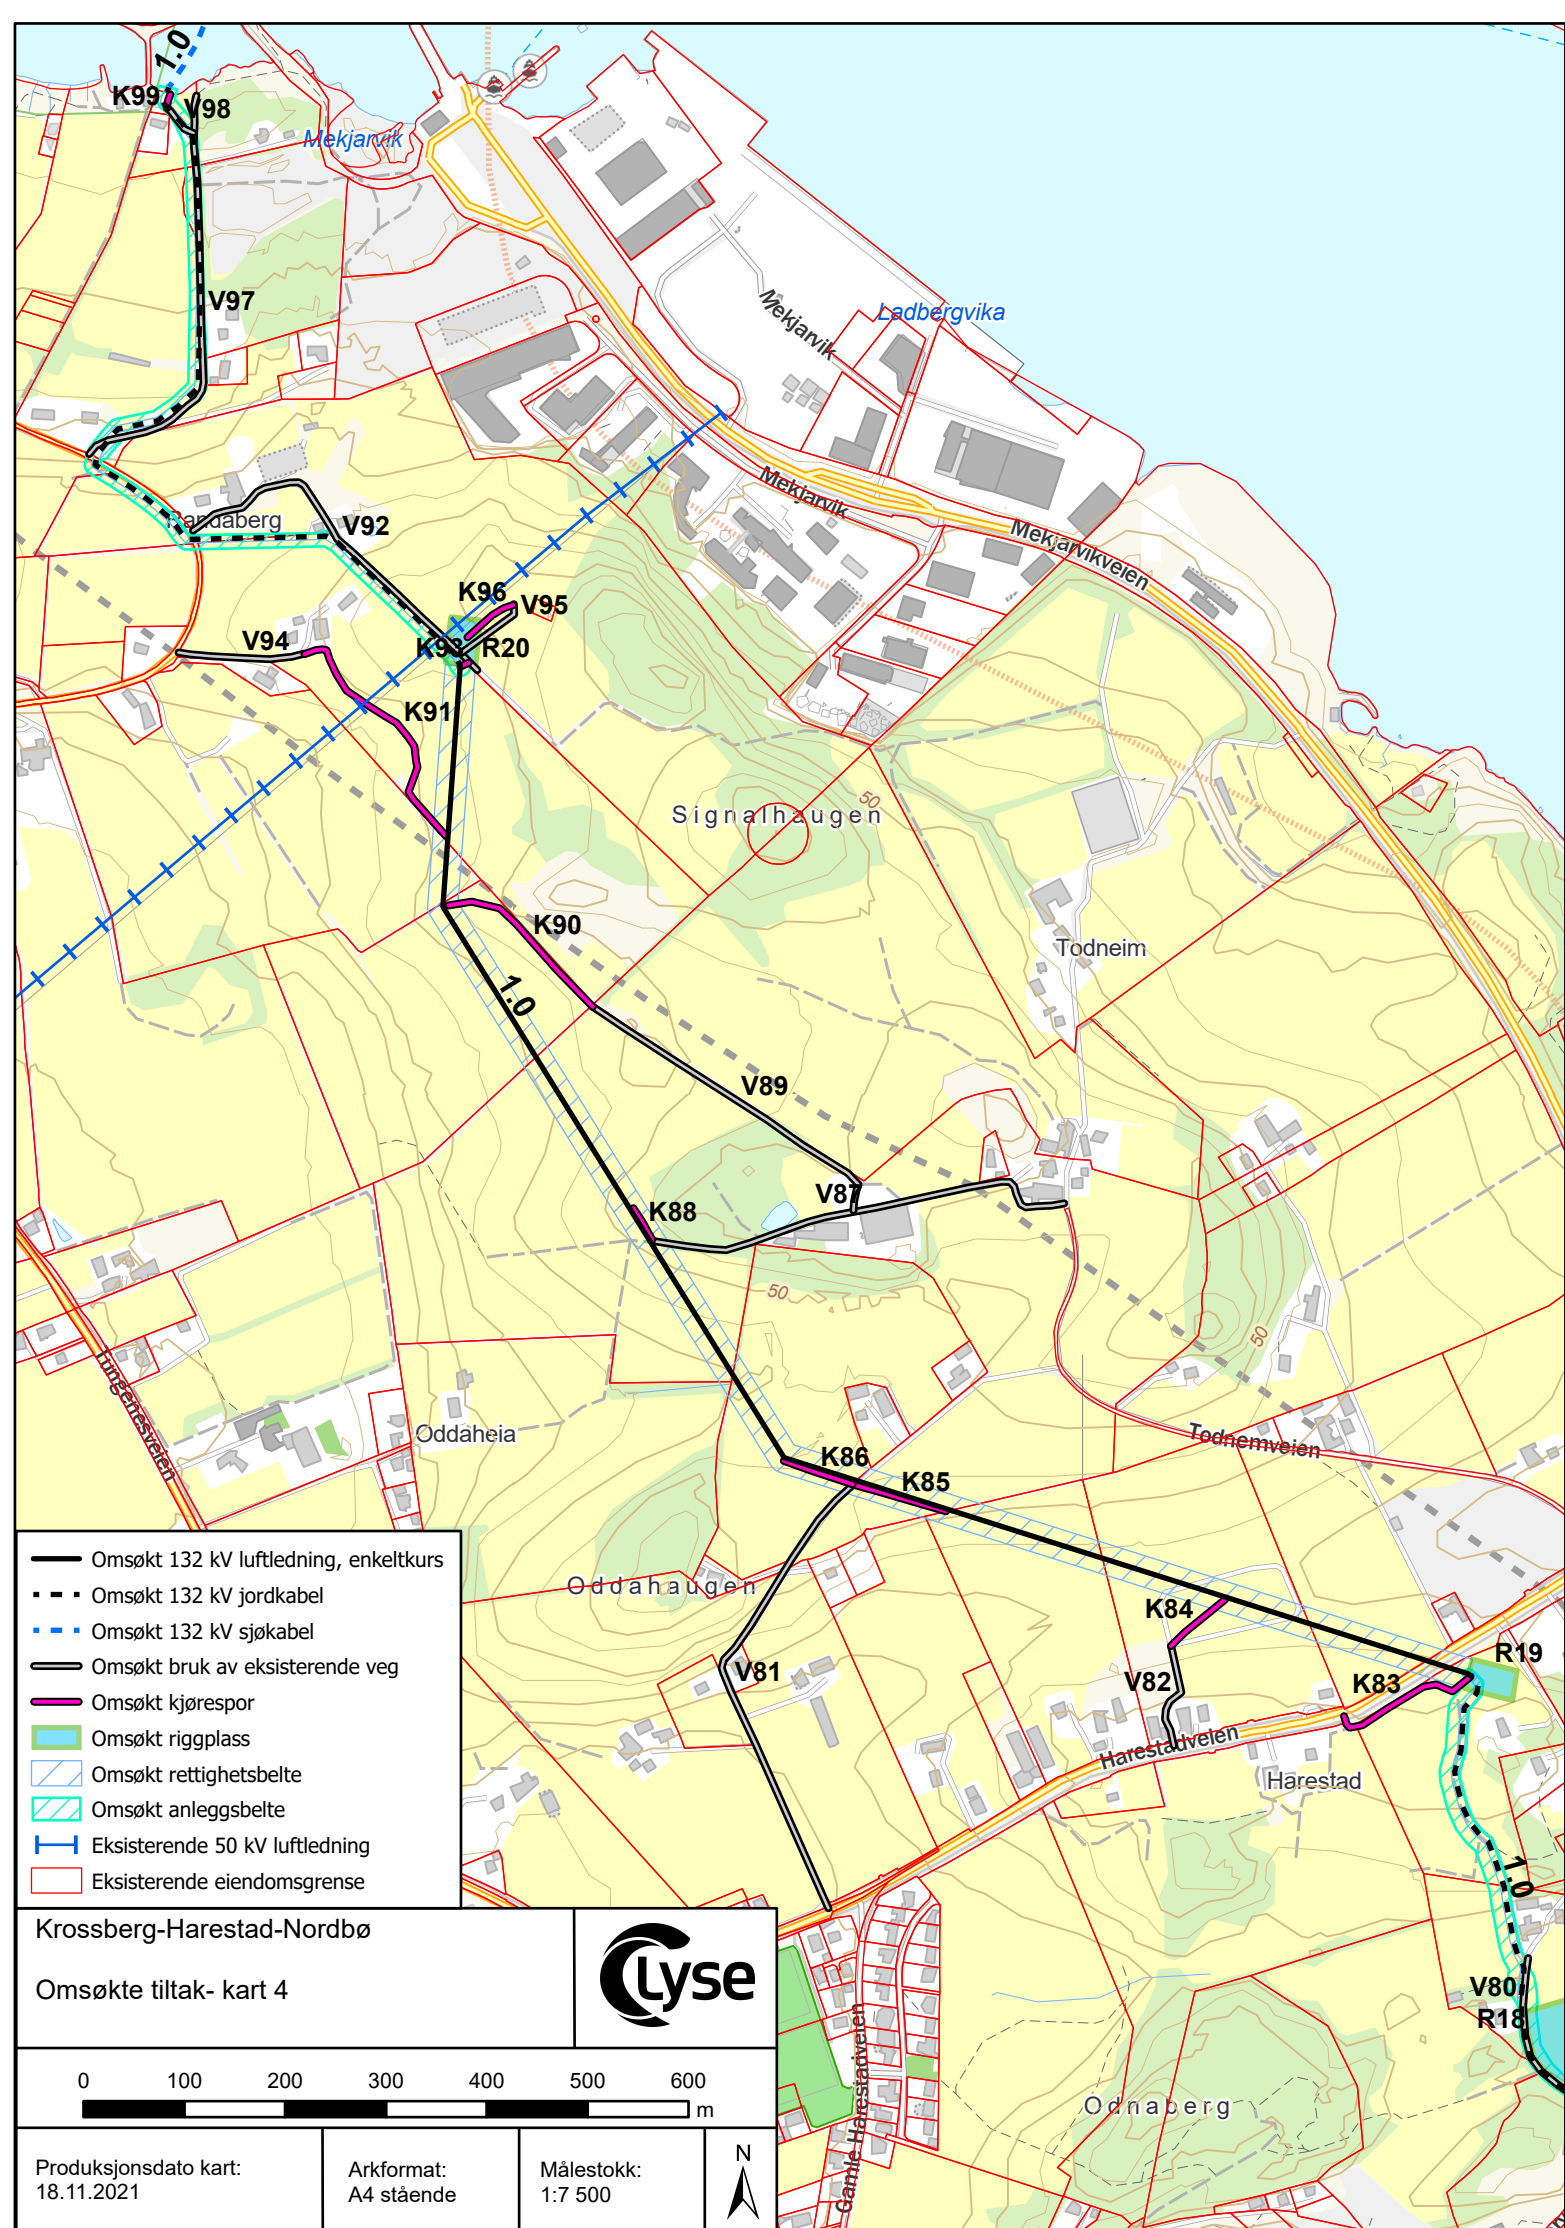 1.0
K99
V98
Mekjarvik
V97
Mekjarvik
Ladbergvika
Mekjarvik
Mekjarvikveien
Randaberg
V92
K96
V95
V94
K93
R20
K91
Signalhaugen
50
K90
Todneim
1.0
V89
V87
K88
50
50
Tungenesveien
Oddaheia
K86
K85
Todnemveien
Oddahaugen
K84
V81
V82
R19
K83
Harestadveien
Harestad
1.0
V80
R18
Odnaberg
Gamle Harestadveien
Omsøkt 132 kV luftledning, enkeltkurs
Omsøkt 132 kV jordkabel
Omsøkt 132 kV sjøkabel
Omsøkt bruk av eksisterende veg
Omsøkt kjørespor
Omsøkt riggplass
Omsøkt rettighetsbelte
Omsøkt anleggsbelte
Eksisterende 50 kV luftledning
Eksisterende eiendomsgrense
Krossberg-Harestad-Nordbø
Omsøkte tiltak- kart 4
Lyse
0 100 200 300 400 500 600
m
Produksjonsdato kart:
18.11.2021
Arkformat:
A4 stående
Målestokk:
1:7 500
N